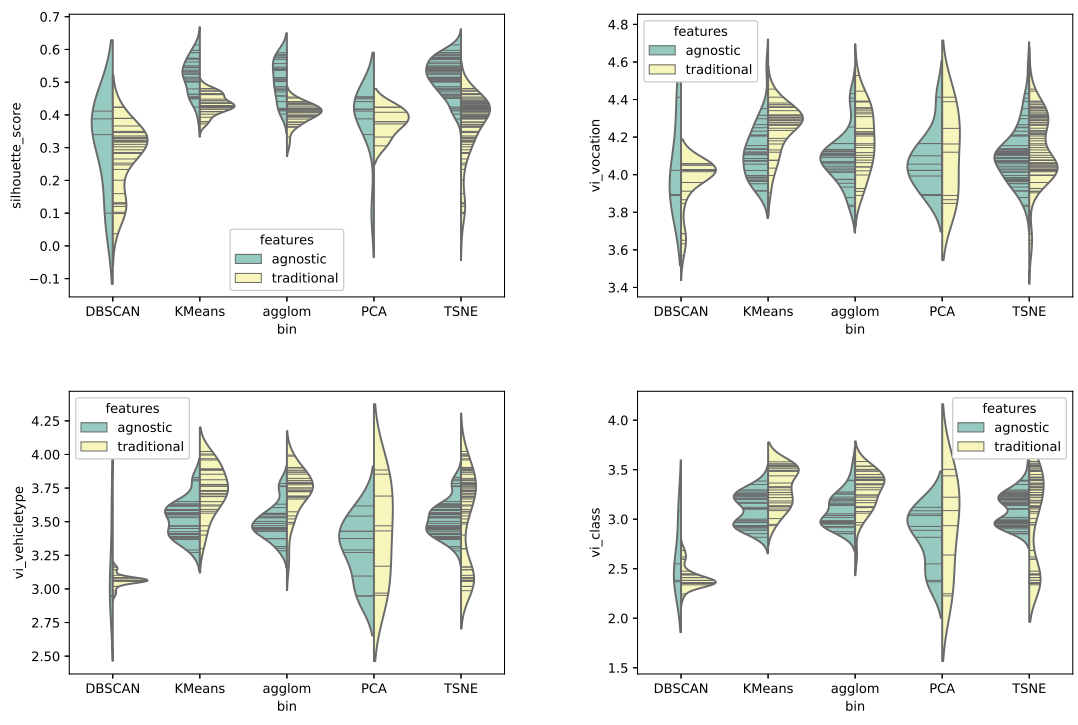 0.7
0.6
0.5
0.4
0.3
0.2
0.1
0.0
−0.1
silhouette_score
features
agnostic
traditional
DBSCAN KMeans agglom PCA TSNE
bin
4.8
4.6
4.4
4.2
4.0
3.8
3.6
3.4
vi_vocation
features
agnostic
traditional
DBSCAN KMeans agglom PCA TSNE
bin
4.25
4.00
3.75
3.50
3.25
3.00
2.75
2.50
vi_vehicletype
features
agnostic
traditional
DBSCAN KMeans agglom PCA TSNE
bin
4.0
3.5
3.0
2.5
2.0
1.5
vi_class
features
agnostic
traditional
DBSCAN KMeans agglom PCA TSNE
bin